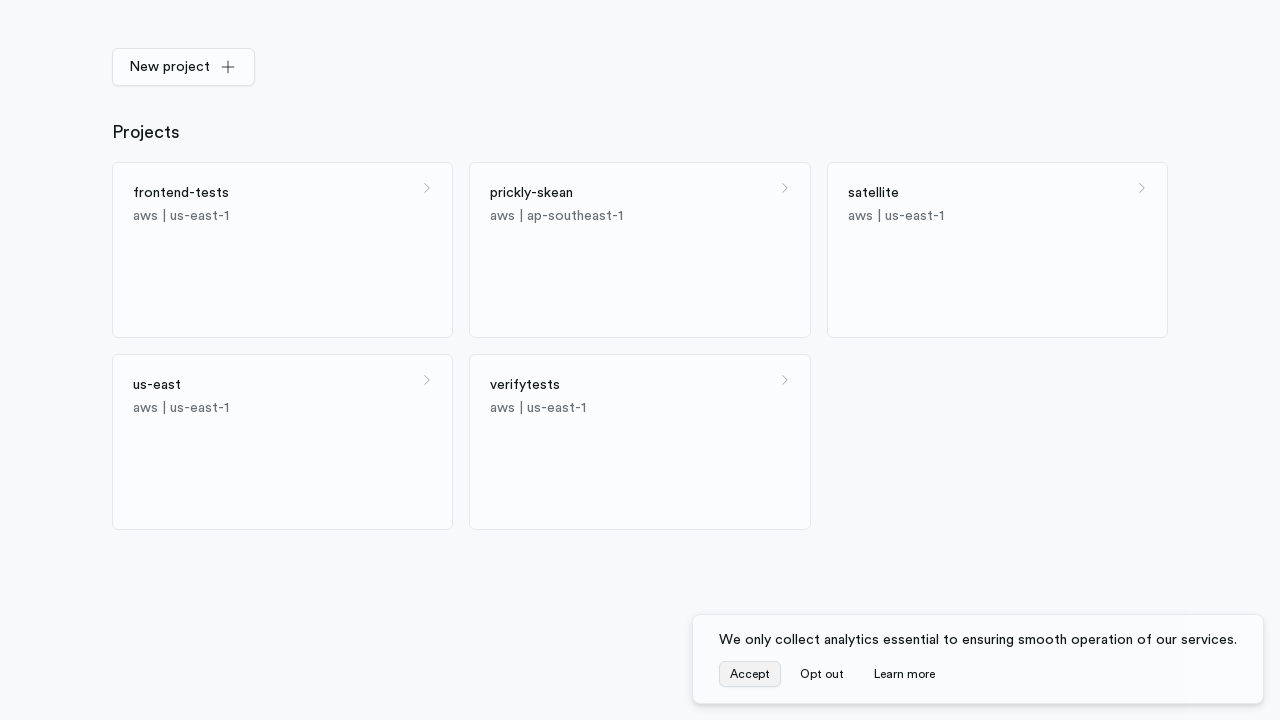 New project
Projects
frontend-tests
aws | us-east-1
prickly-skean
aws | ap-southeast-1
satellite
aws | us-east-1
us-east
aws | us-east-1
verifytests
aws | us-east-1
We only collect analytics essential to ensuring smooth operation of our services.
Accept Opt out Learn more